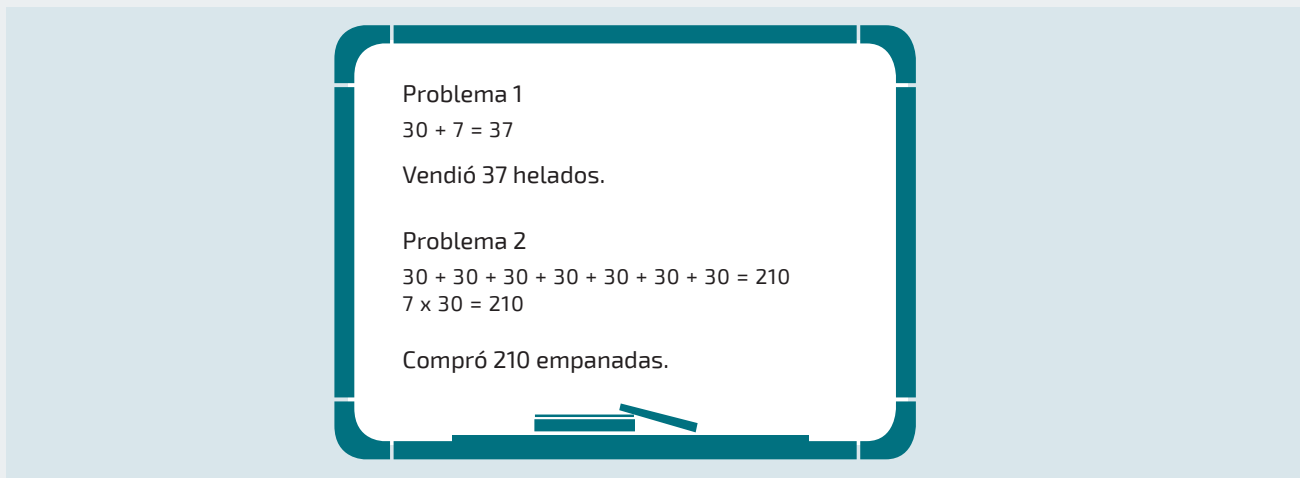 Problema 1
30 + 7 = 37
Vendió 37 helados.
Problema 2
30 + 30 + 30 + 30 + 30 + 30 + 30 = 210
7 x 30 = 210
Compró 210 empanadas.